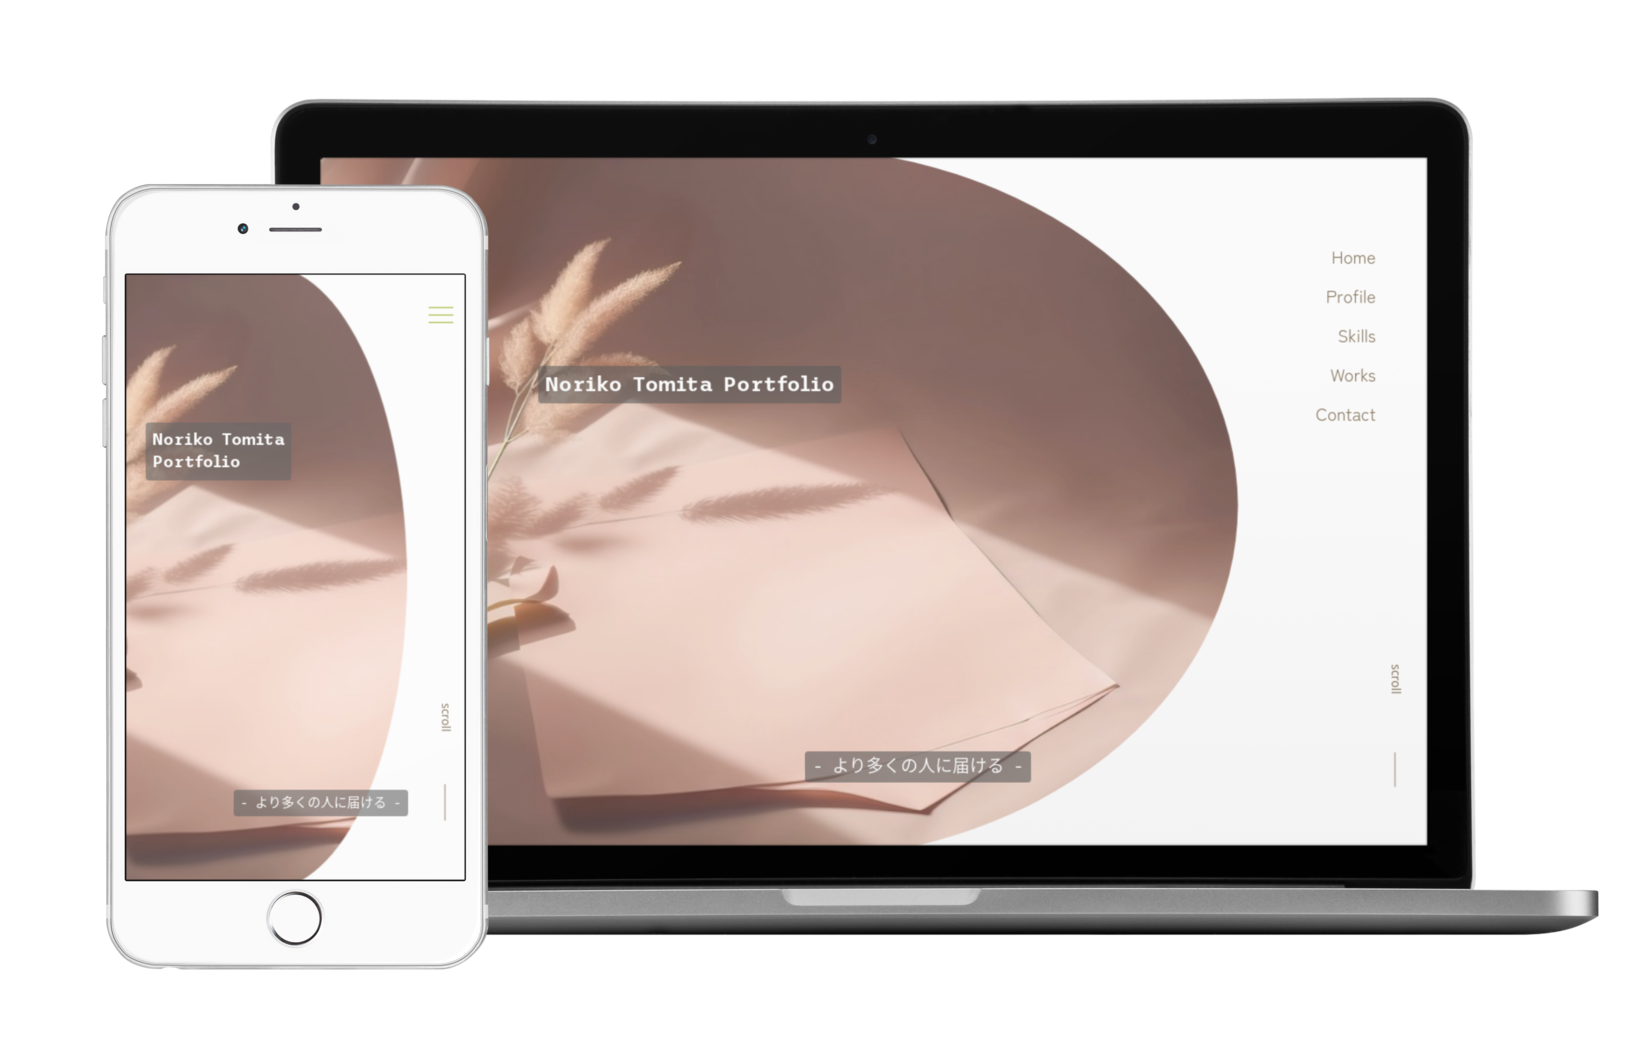 Noriko Tomita
Portfolio
scroll
- より多くの人に届ける -
Noriko Tomita Portfolio
Home
Profile
Skills
Works
Contact
scroll
- より多くの人に届ける -